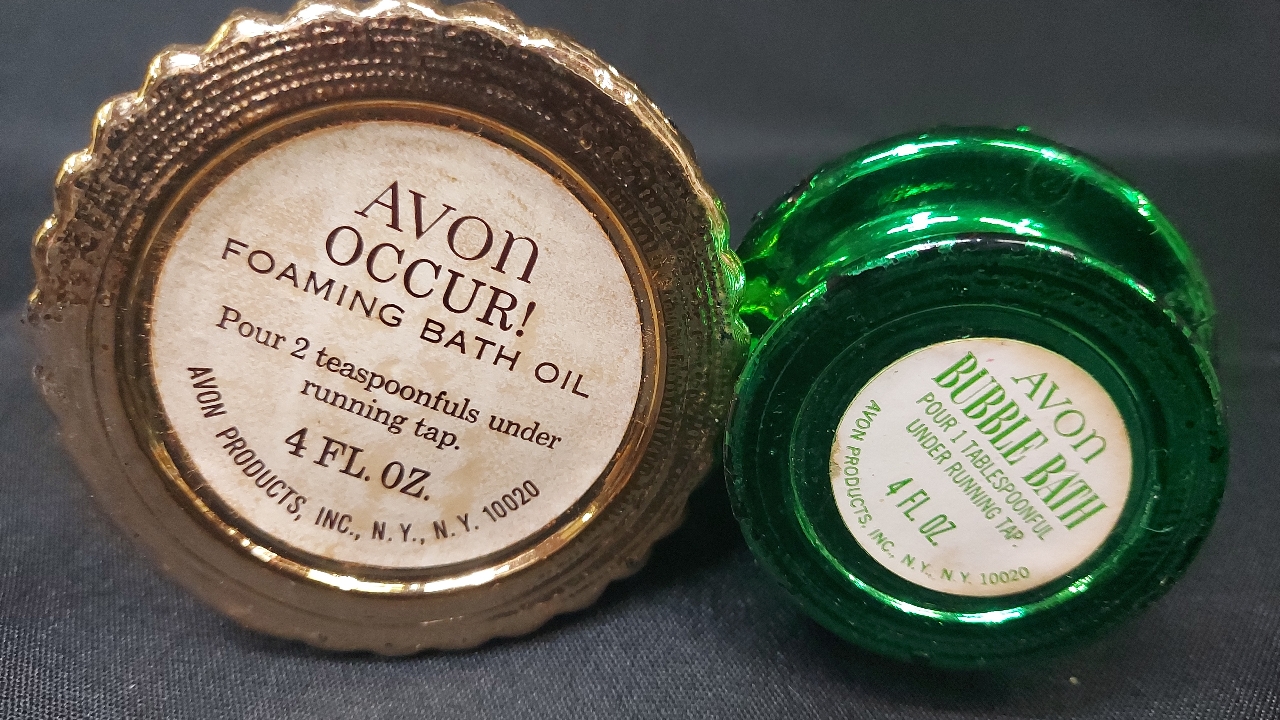 AVON
OCCUR!
FOAMING BATH OIL
Pour 2 teaspoonfuls under
running tap.
4 FL. OZ.
AVON PRODUCTS, INC., N.Y., N.Y. 10020
AVON
BUBBLE BATH
POUR 1 TABLESPOONFUL
UNDER RUNNING TAP.
4 FL. OZ.
AVON PRODUCTS, INC., N.Y., N.Y. 10020